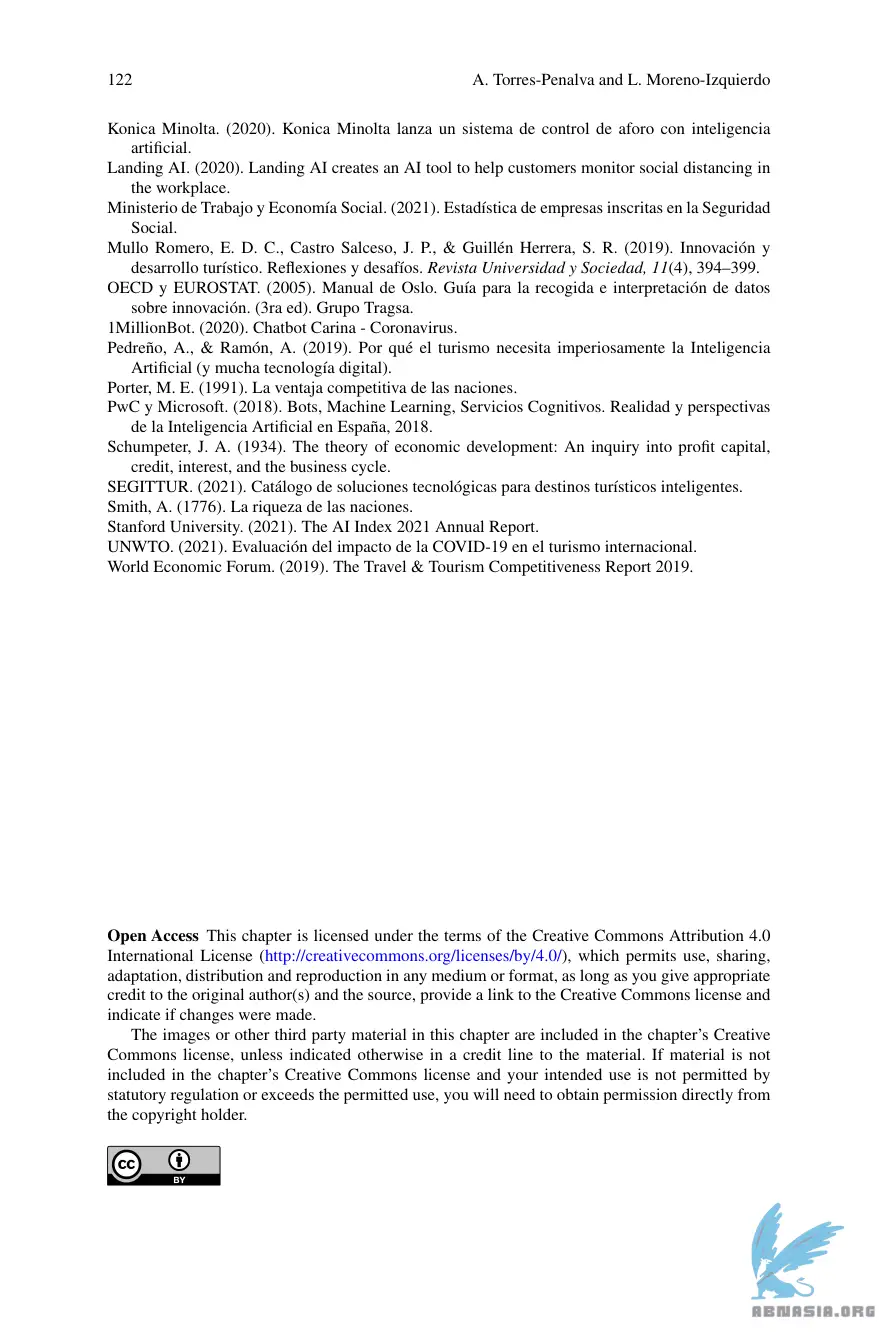 122
A. Torres-Penalva and L. Moreno-Izquierdo
Konica Minolta. (2020). Konica Minolta lanza un sistema de control de aforo con inteligencia
artificial.
Landing AI. (2020). Landing AI creates an AI tool to help customers monitor social distancing in
the workplace.
Ministerio de Trabajo y Economía Social. (2021). Estadística de empresas inscritas en la Seguridad
Social.
Mullo Romero, E. D. C., Castro Salceso, J. P., & Guillén Herrera, S. R. (2019). Innovación y
desarrollo turístico. Reflexiones y desafíos. Revista Universidad y Sociedad, 11(4), 394–399.
OECD y EUROSTAT. (2005). Manual de Oslo. Guía para la recogida e interpretación de datos
sobre innovación. (3ra ed). Grupo Tragsa.
1MillionBot. (2020). Chatbot Carina - Coronavirus.
Pedreño, A., & Ramón, A. (2019). Por qué el turismo necesita imperiosamente la Inteligencia
Artificial (y mucha tecnología digital).
Porter, M. E. (1991). La ventaja competitiva de las naciones.
PwC y Microsoft. (2018). Bots, Machine Learning, Servicios Cognitivos. Realidad y perspectivas
de la Inteligencia Artificial en España, 2018.
Schumpeter, J. A. (1934). The theory of economic development: An inquiry into profit capital,
credit, interest, and the business cycle.
SEGITTUR. (2021). Catálogo de soluciones tecnológicas para destinos turísticos inteligentes.
Smith, A. (1776). La riqueza de las naciones.
Stanford University. (2021). The AI Index 2021 Annual Report.
UNWTO. (2021). Evaluación del impacto de la COVID-19 en el turismo internacional.
World Economic Forum. (2019). The Travel & Tourism Competitiveness Report 2019.
Open Access This chapter is licensed under the terms of the Creative Commons Attribution 4.0
International License (http://creativecommons.org/licenses/by/4.0/), which permits use, sharing,
adaptation, distribution and reproduction in any medium or format, as long as you give appropriate
credit to the original author(s) and the source, provide a link to the Creative Commons license and
indicate if changes were made.
The images or other third party material in this chapter are included in the chapter’s Creative
Commons license, unless indicated otherwise in a credit line to the material. If material is not
included in the chapter’s Creative Commons license and your intended use is not permitted by
statutory regulation or exceeds the permitted use, you will need to obtain permission directly from
the copyright holder.
cc
BY
ABNASIA.ORG